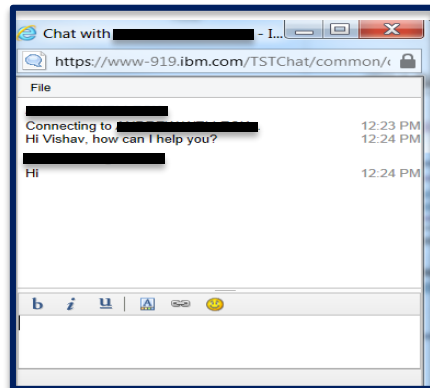 Chat with - I...
https://www-919.ibm.com/TSTChat/common/c
File
Connecting to 12:23 PM
Hi Vishav, how can I help you? 12:24 PM
Hi 12:24 PM
b i u A